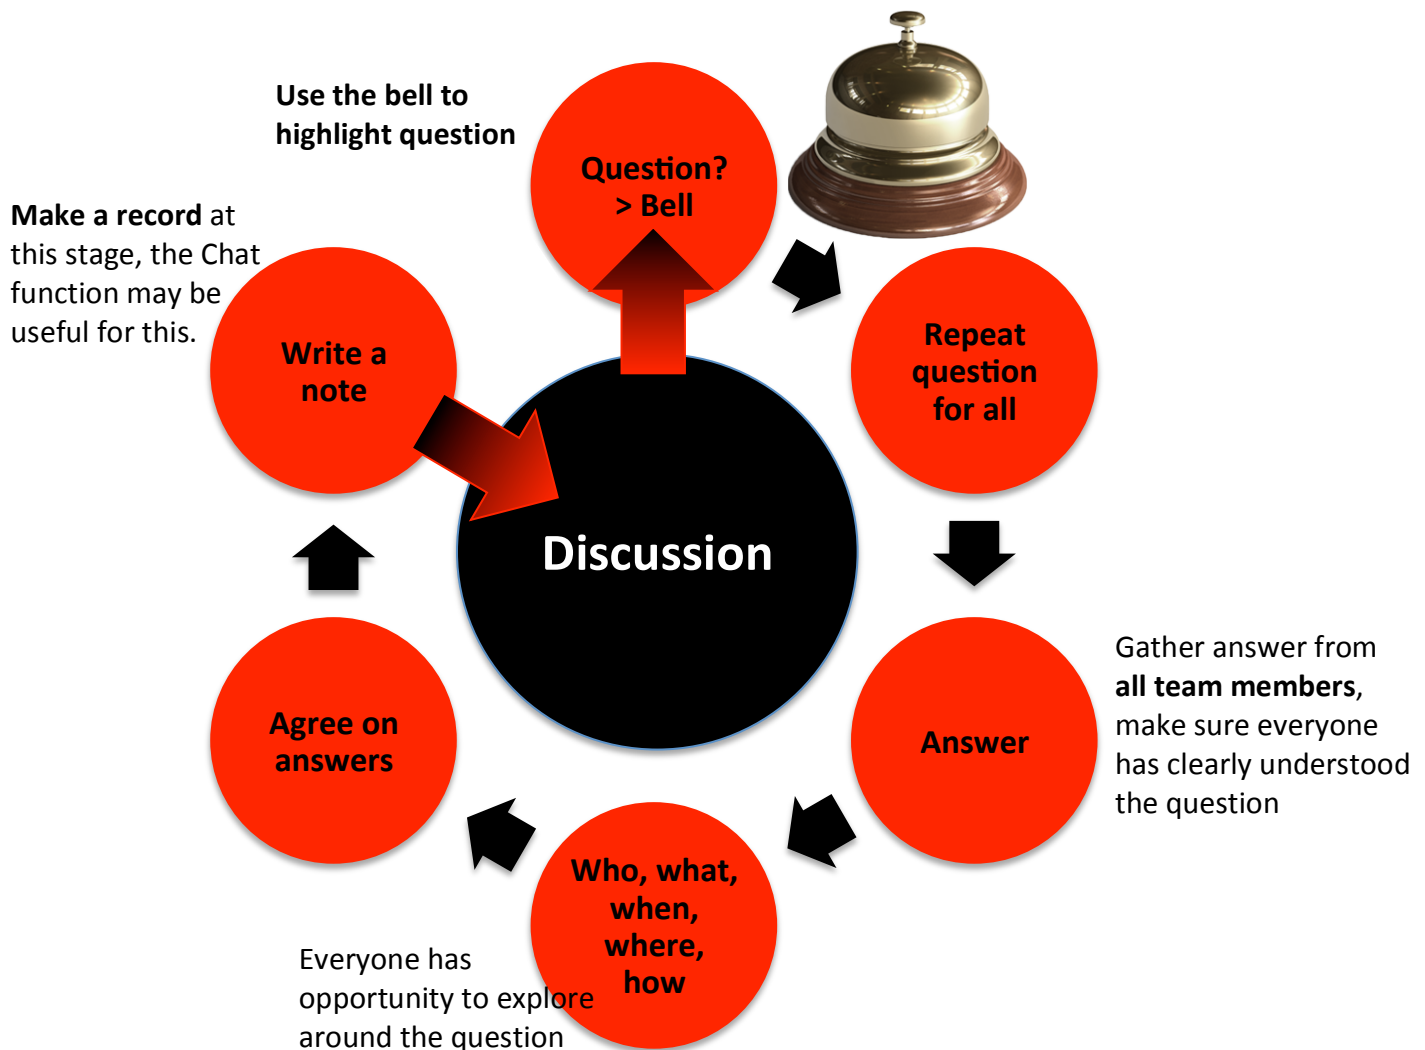 Use the bell to
highlight question
Question?
> Bell
Make a record at
this stage, the Chat
function may be
useful for this.
Write a
note
Repeat
question
for all
Discussion
Agree on
answers
Answer
Gather answer from
all team members,
make sure everyone
has clearly understood
the question
Who, what,
when,
where,
how
Everyone has
opportunity to explore
around the question